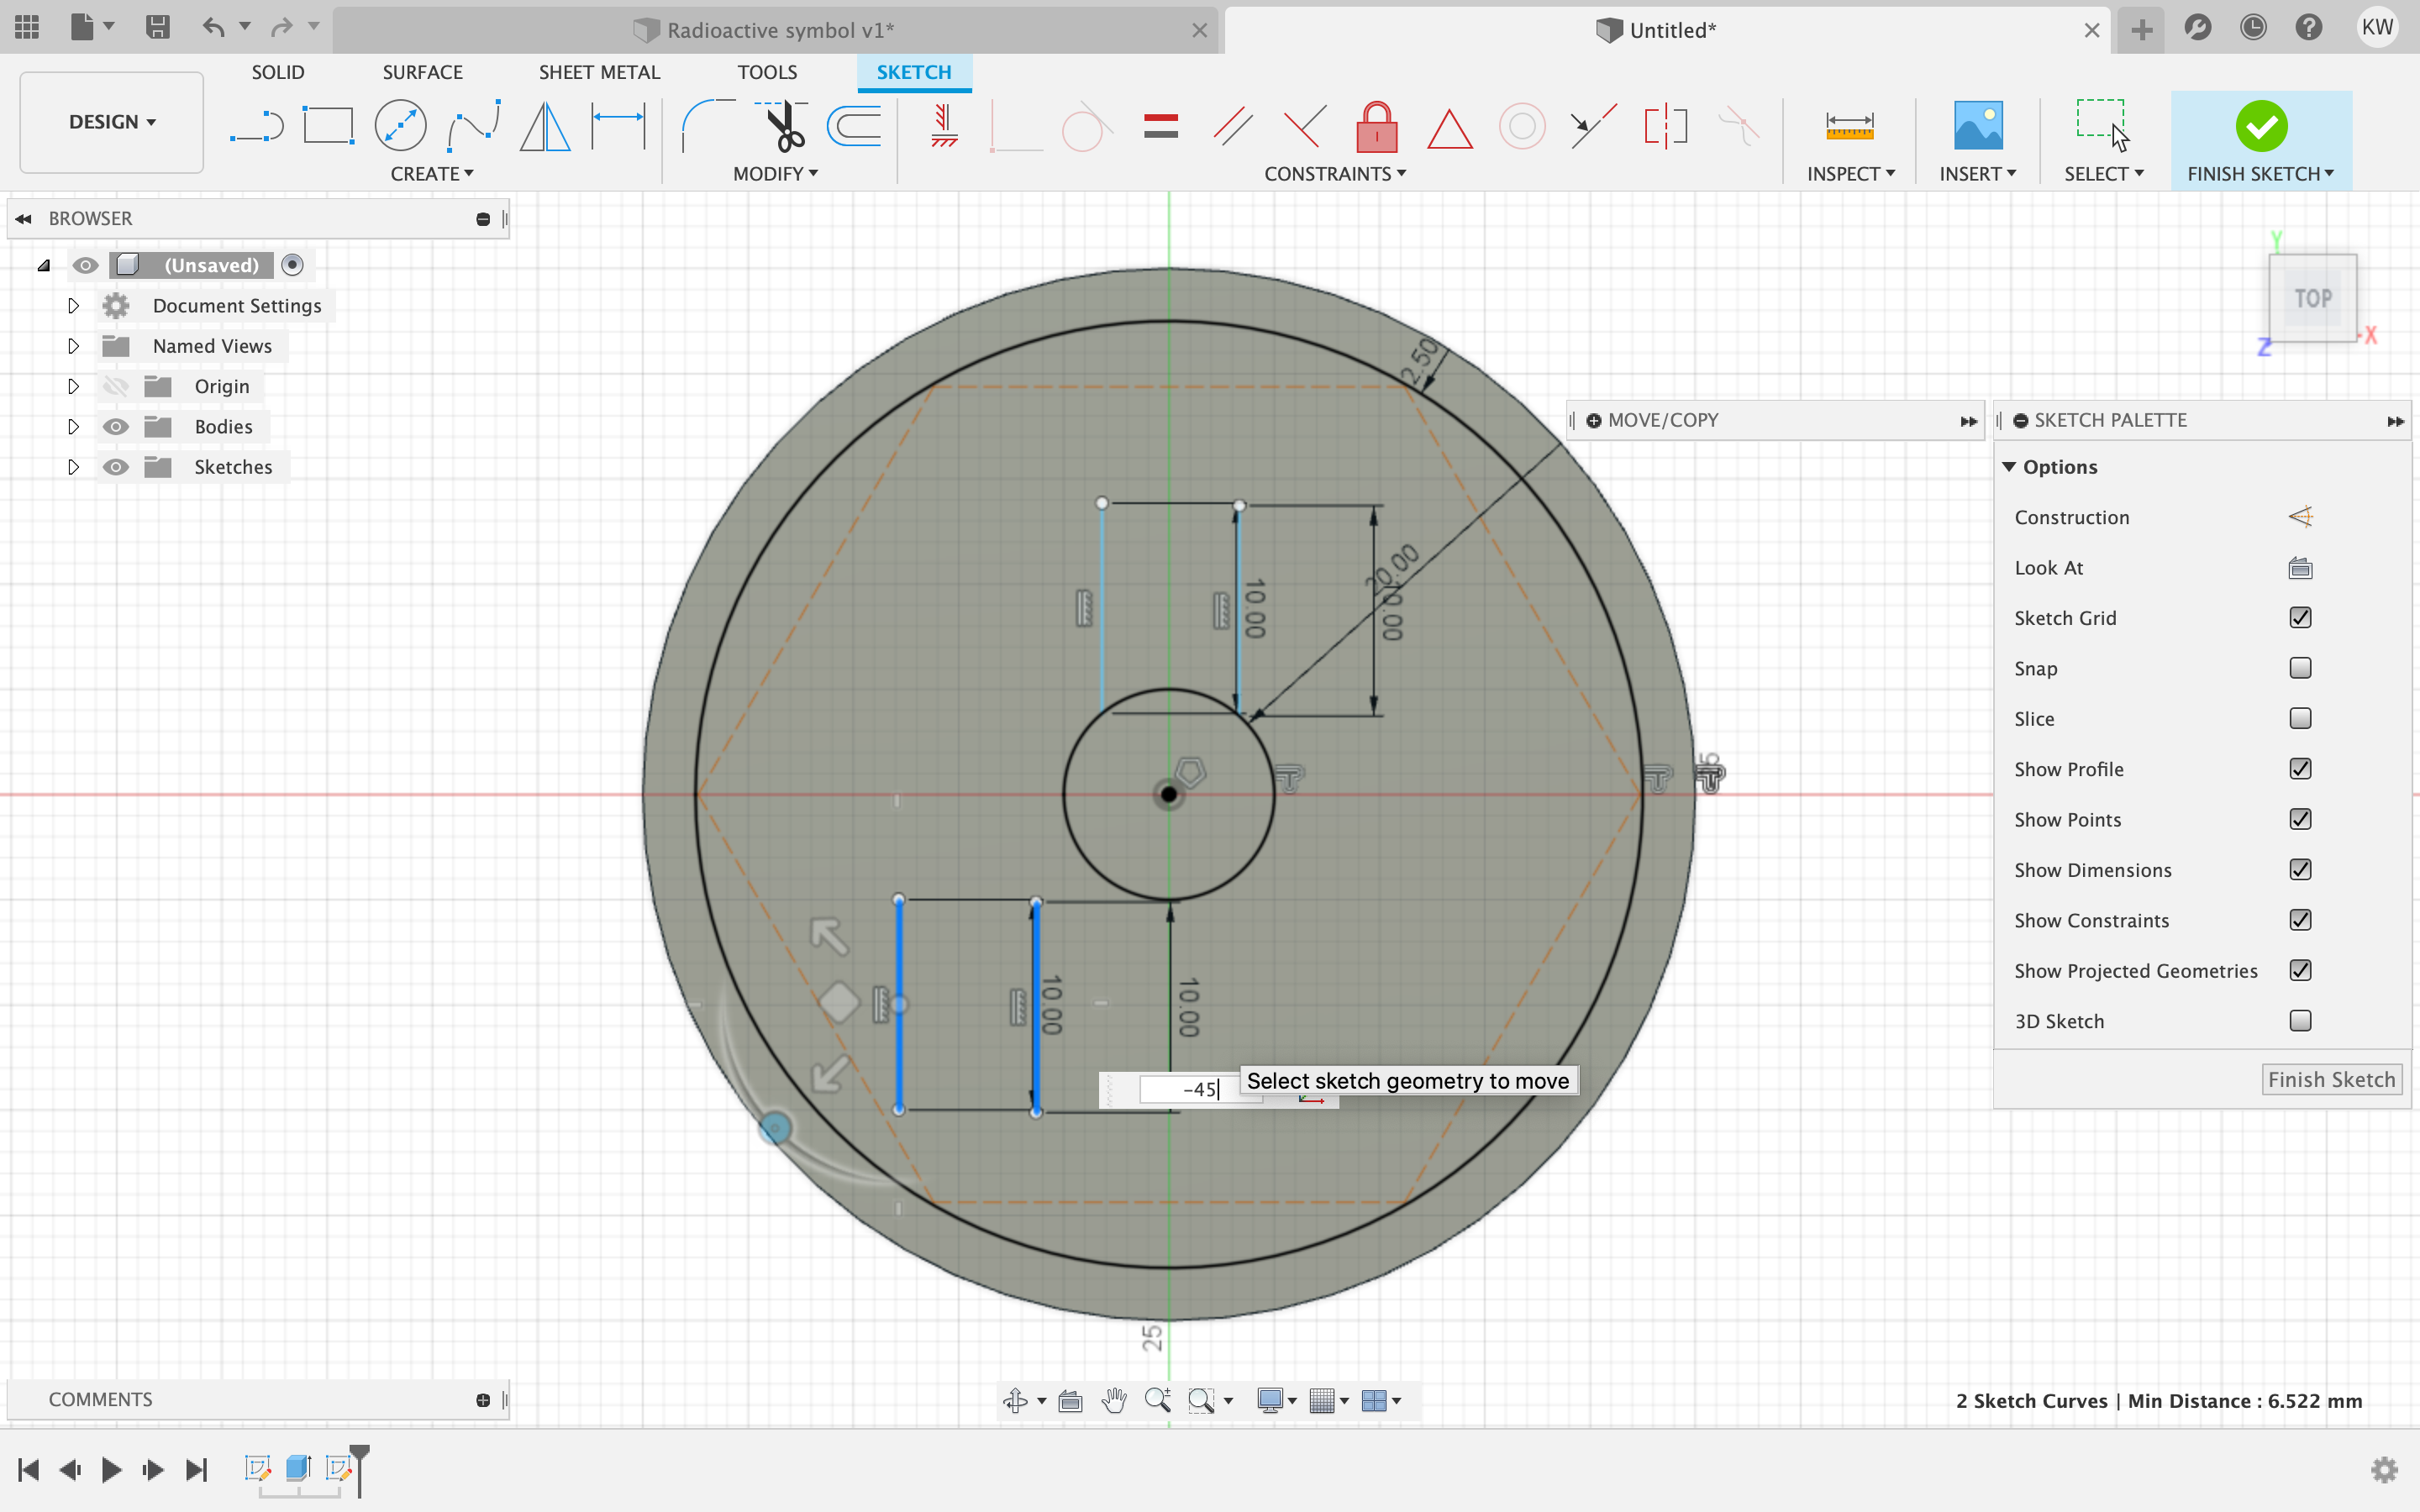 Radioactive symbol v1*
Untitled*
KW
DESIGN
SOLID
SURFACE
SHEET METAL
TOOLS
SKETCH
CREATE
MODIFY
CONSTRAINTS
INSPECT
INSERT
SELECT
FINISH SKETCH
BROWSER
(Unsaved)
Document Settings
Named Views
Origin
Bodies
Sketches
Y
TOP
X
Z
2.50
MOVE/COPY
SKETCH PALETTE
Options
Construction
Look At
Sketch Grid
Snap
Slice
Show Profile
Show Points
Show Dimensions
Show Constraints
Show Projected Geometries
3D Sketch
Finish Sketch
10.00
20.00
10.00
10.00
-45
Select sketch geometry to move
25
COMMENTS
2 Sketch Curves | Min Distance : 6.522 mm